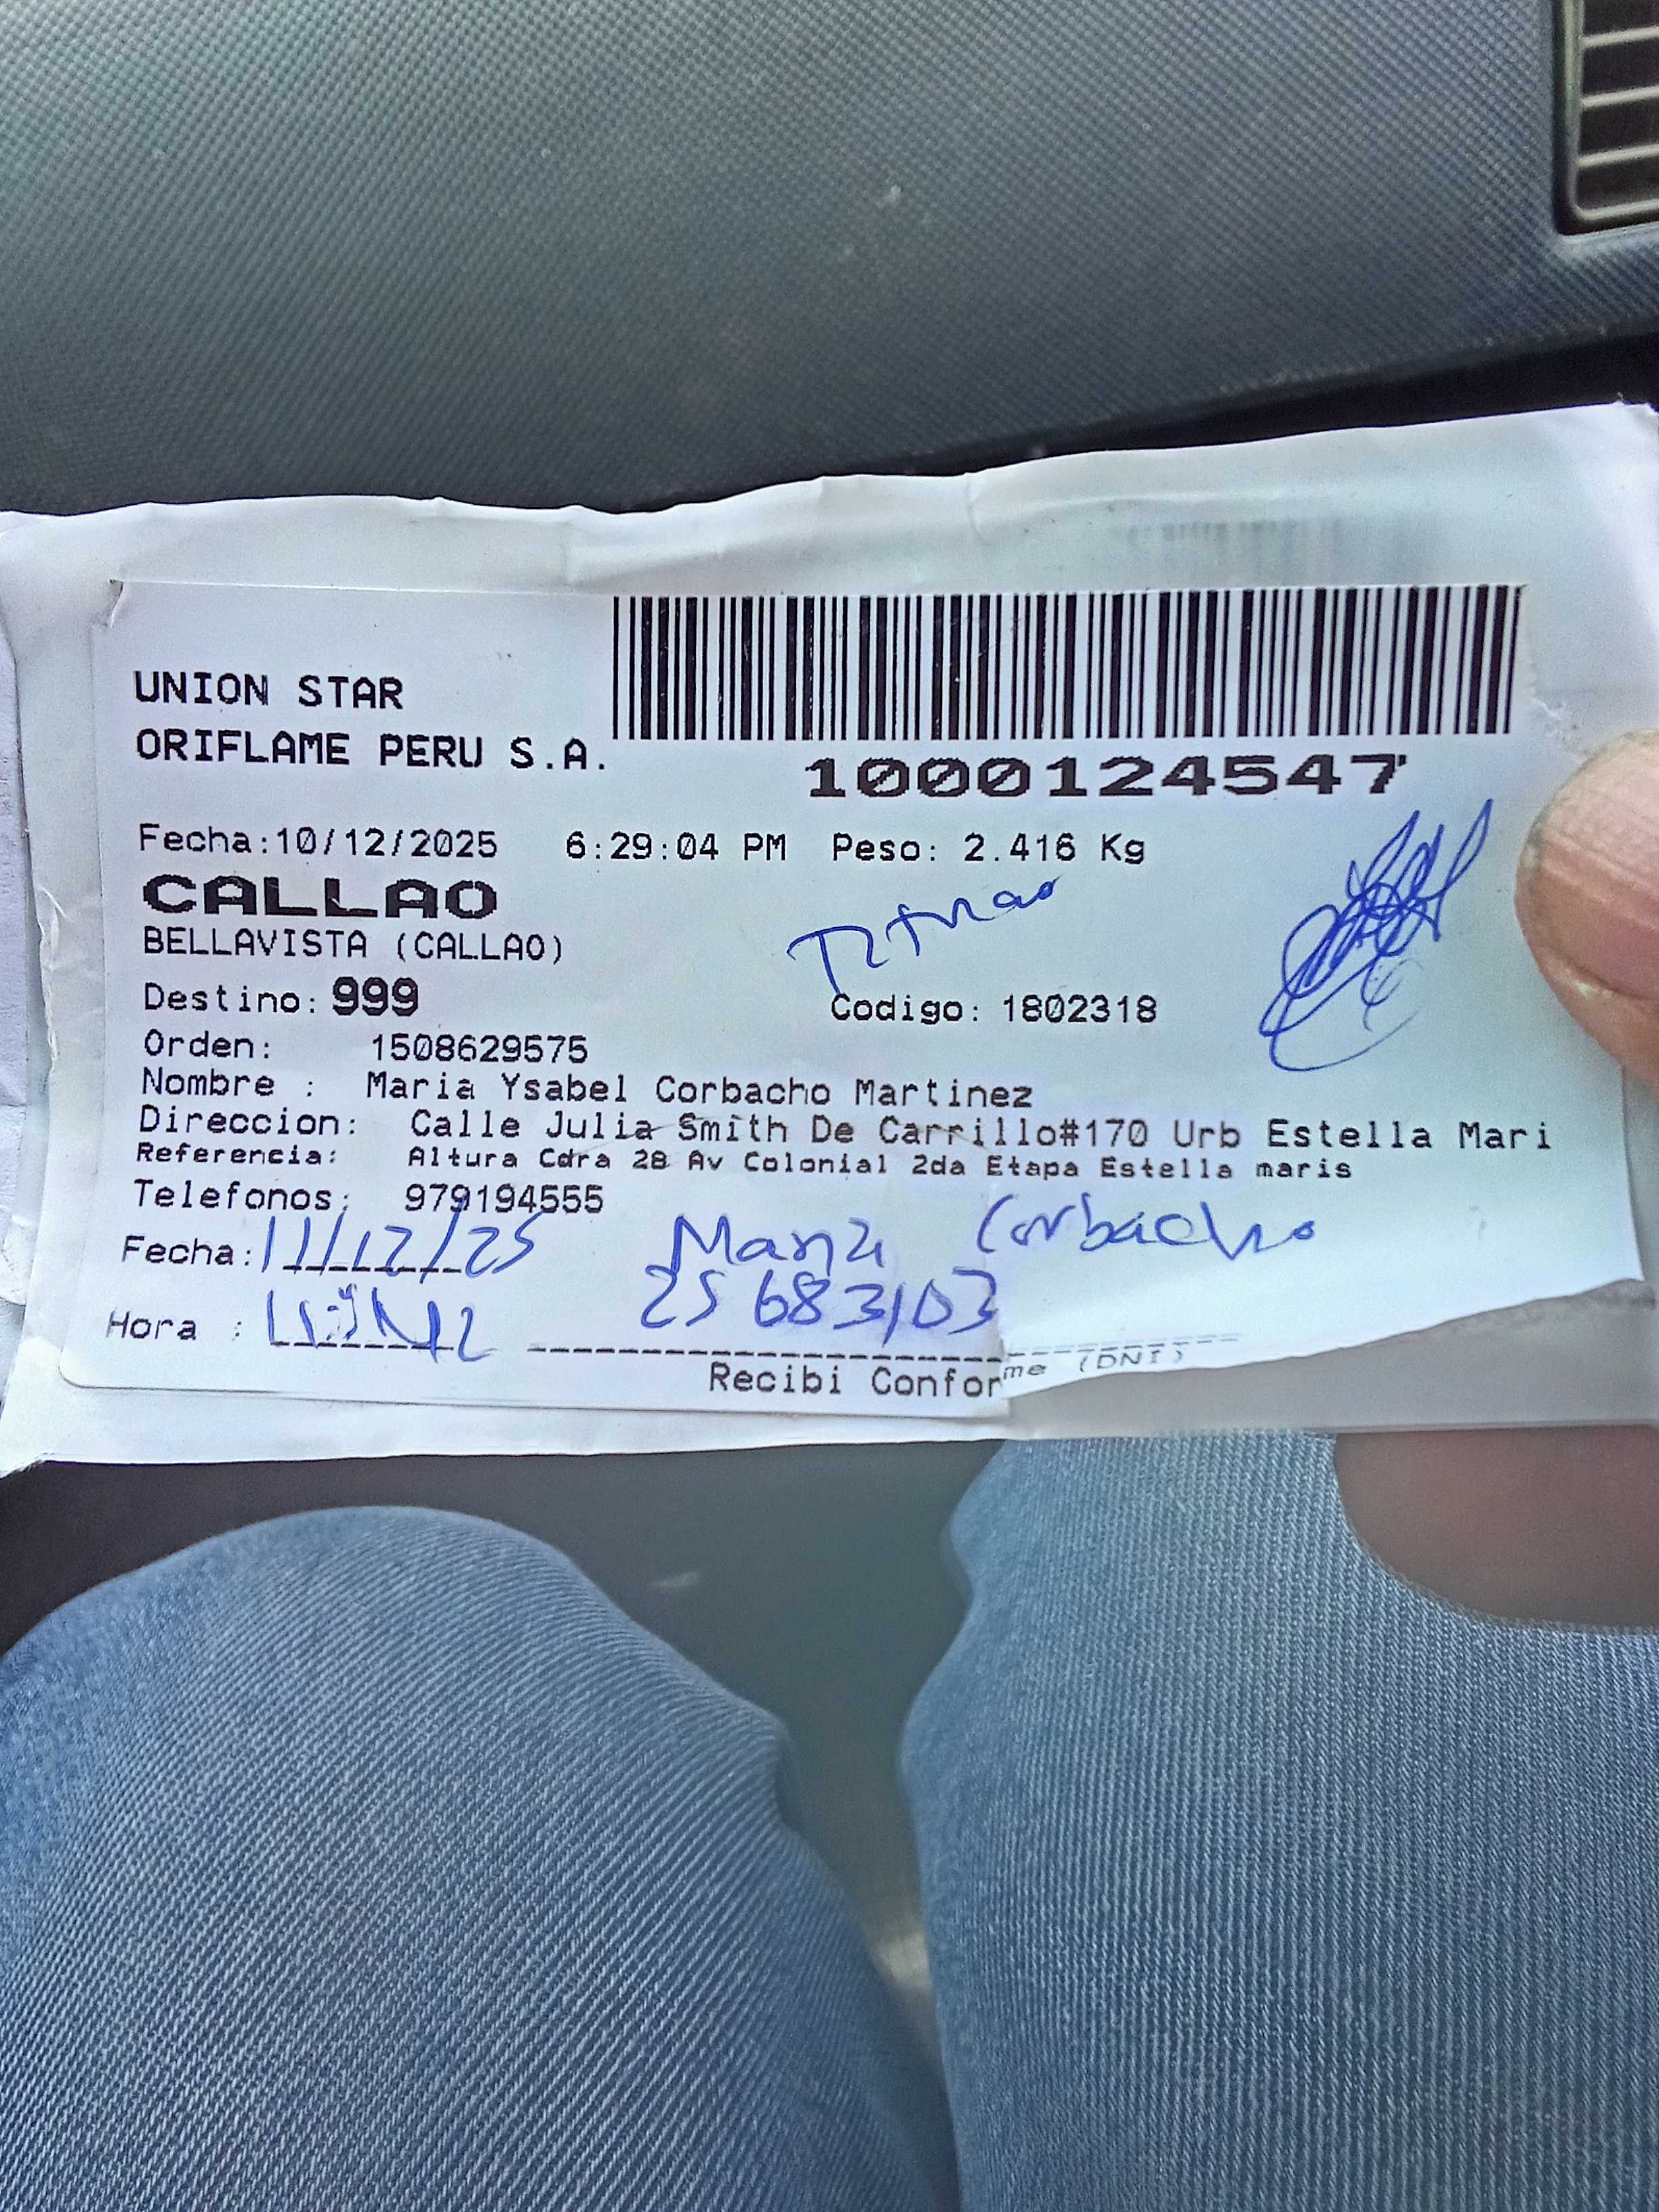 UNION STAR
ORIFLAME PERU S.A.
1000124547
Fecha:10/12/2025 6:29:04 PM Peso: 2.416 Kg
CALLAO
BELLAVISTA (CALLAO)
Destino: 999
Codigo: 1802318
Orden: 1508629575
Nombre : Maria Ysabel Corbacho Martinez
Direccion: Calle Julia Smith De Carrillo#170 Urb Estella Mari
Referencia: Altura Cdra 28 Av Colonial 2da Etapa Estella maris
Telefonos: 979194555
Fecha: 11/12/25 Maria Corbacho
25683103
Hora :
Recibi Conforme (DNI)